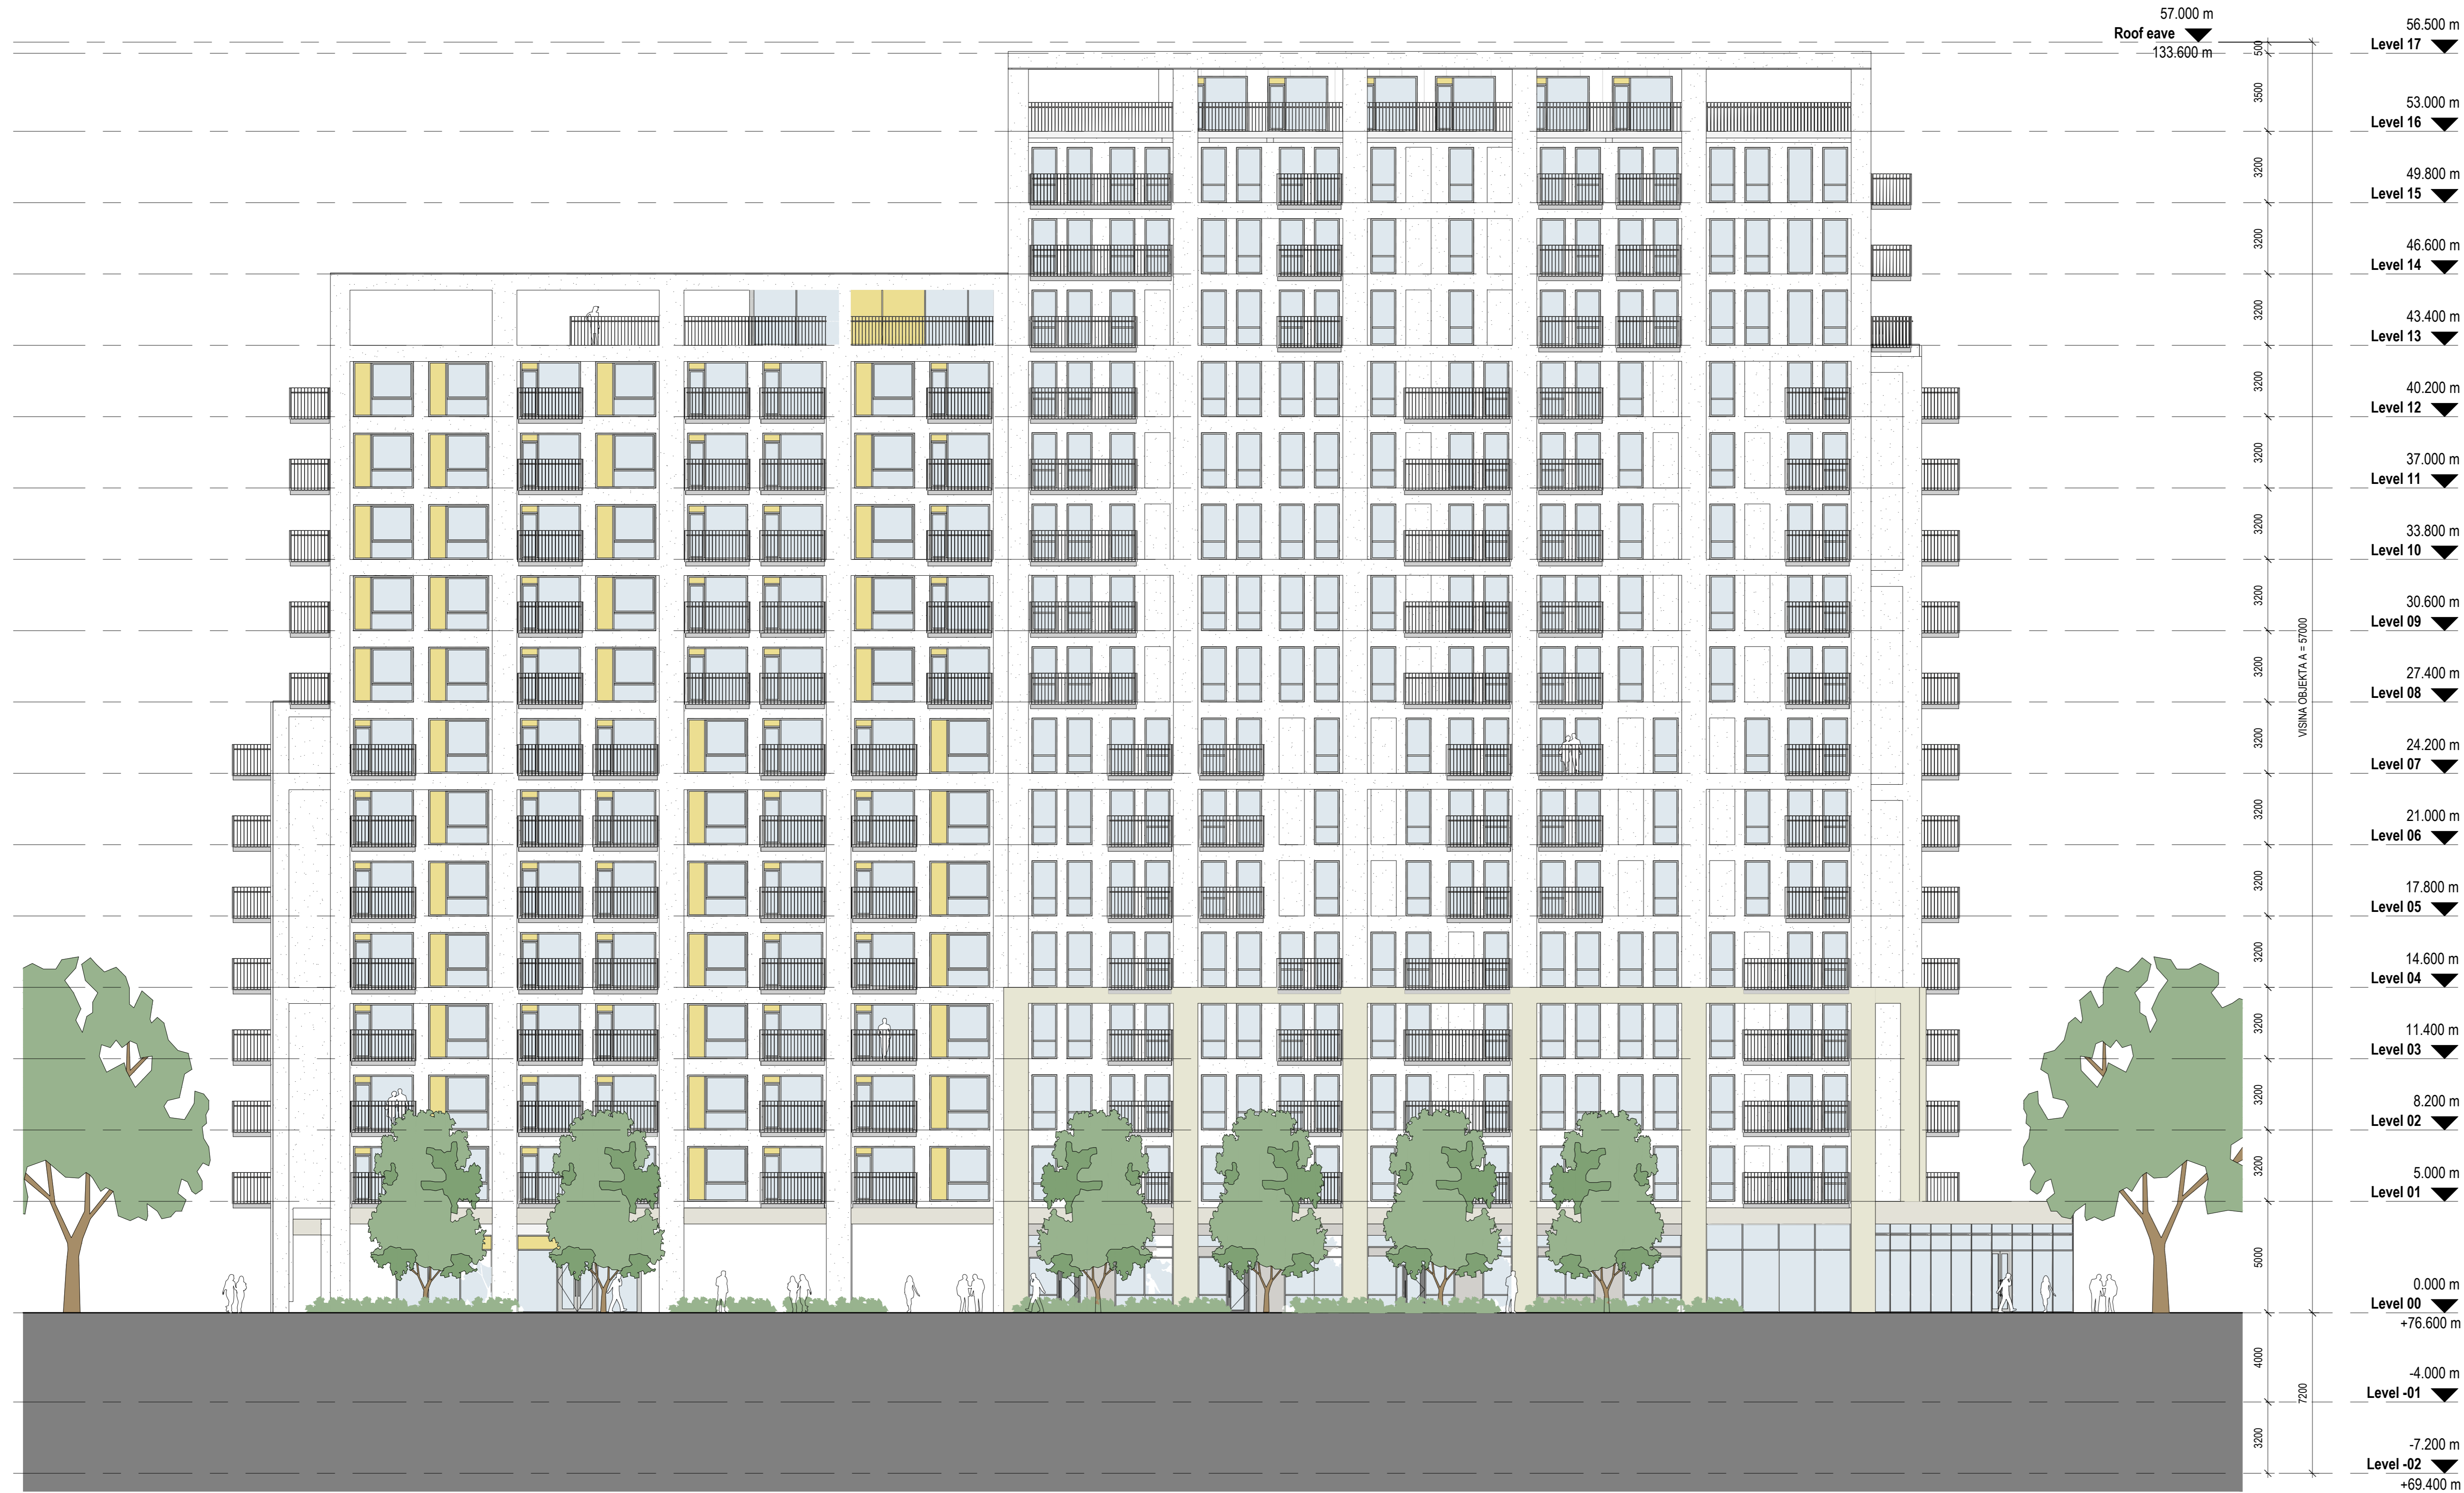 57.000 m
Roof eave
133.600 m
56.500 m
Level 17
500
3500
53.000 m
Level 16
3200
49.800 m
Level 15
3200
46.600 m
Level 14
3200
43.400 m
Level 13
3200
40.200 m
Level 12
3200
37.000 m
Level 11
3200
33.800 m
Level 10
3200
30.600 m
Level 09
3200
27.400 m
Level 08
VISINA OBJEKTA A = 57000
3200
24.200 m
Level 07
3200
21.000 m
Level 06
3200
17.800 m
Level 05
3200
14.600 m
Level 04
3200
11.400 m
Level 03
3200
8.200 m
Level 02
3200
5.000 m
Level 01
5000
0.000 m
Level 00
+76.600 m
4000
-4.000 m
Level -01
7200
3200
-7.200 m
Level -02
+69.400 m